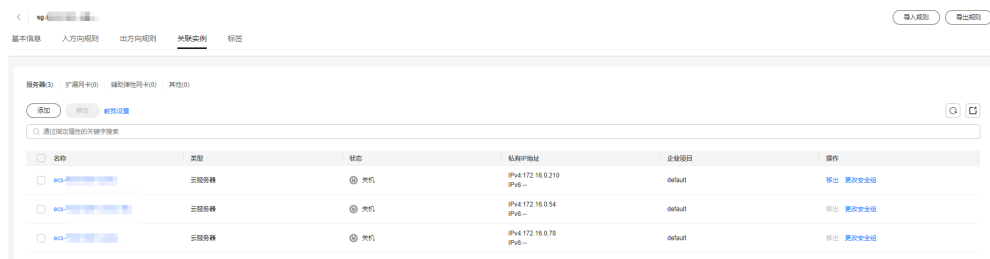 sg-
导入规则 导出规则
基本信息 入方向规则 出方向规则 关联实例 标签
服务器(3) 扩展网卡(0) 辅助弹性网卡(0) 其他(0)
添加 移出 教我设置
通过指定属性的关键字搜索
名称 类型 状态 私有IP地址 企业项目 操作
ecs- 云服务器 关机 IPv4:172.16.0.210 default 移出 更改安全组
IPv6:--
ecs- 云服务器 关机 IPv4:172.16.0.54 default 移出 更改安全组
IPv6:--
ecs- 云服务器 关机 IPv4:172.16.0.78 default 移出 更改安全组
IPv6:--